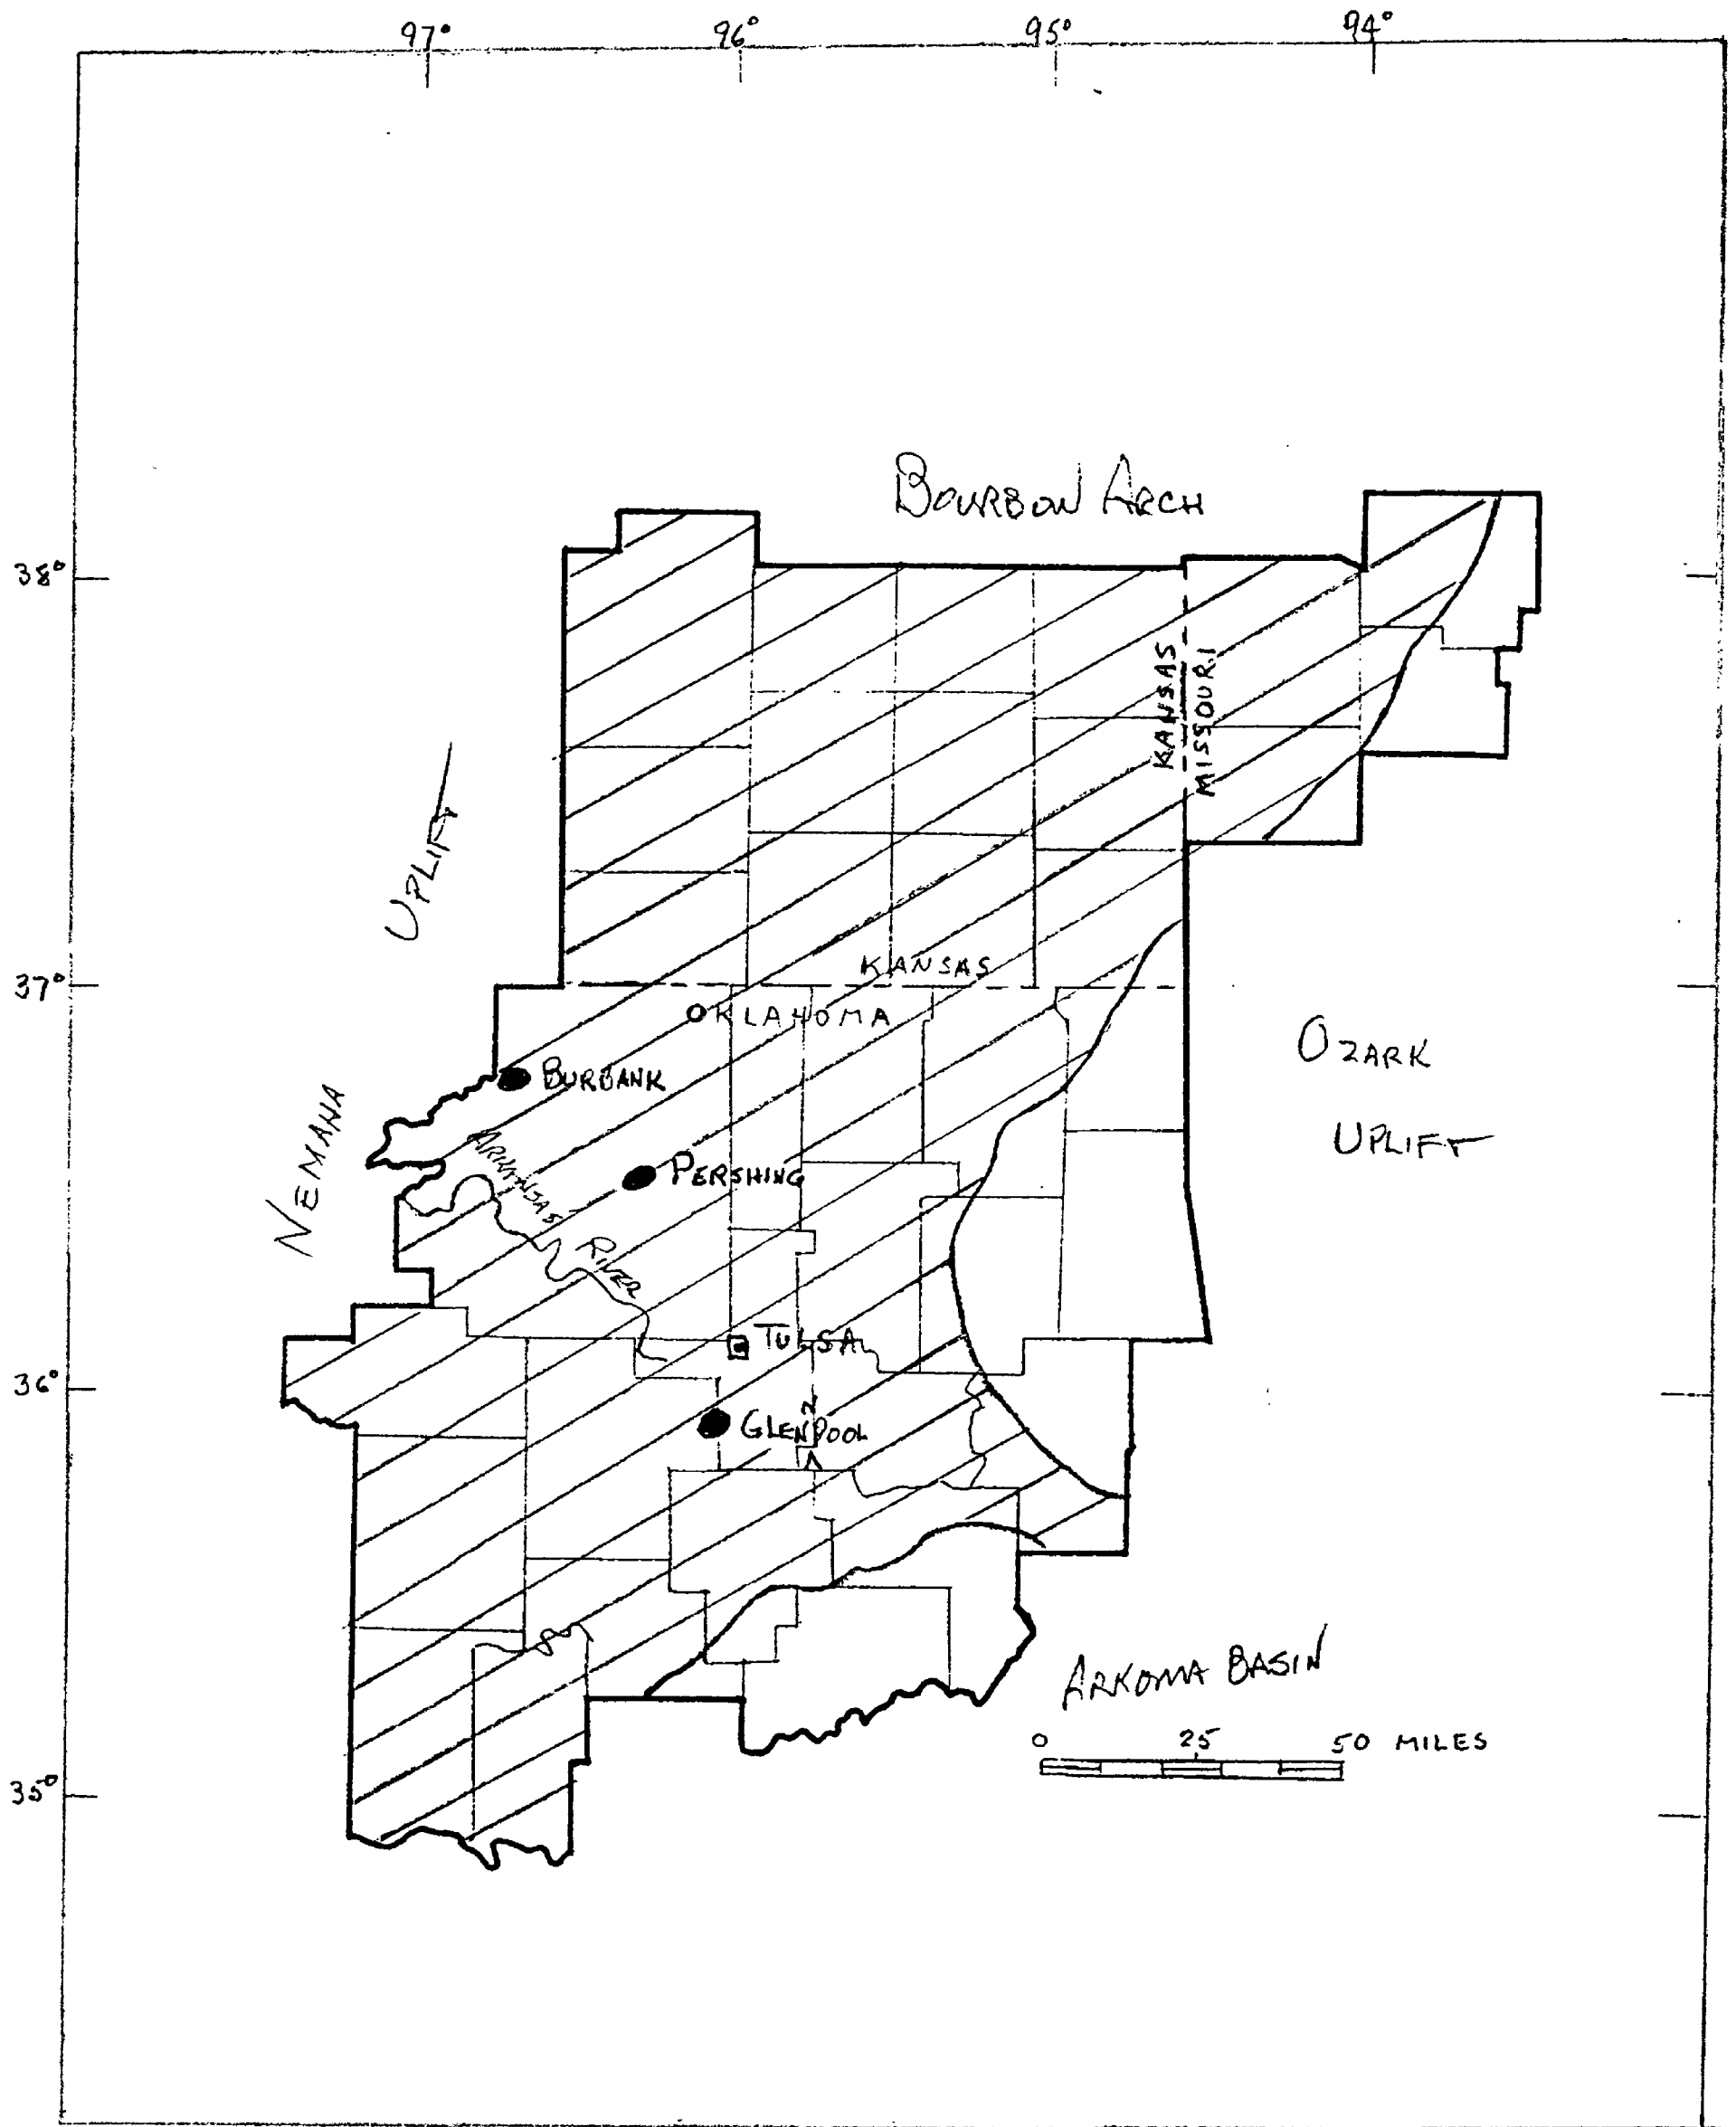 97° 96° 95° 94°
BOURBON ARCH
38°
KANSAS
MISSOURI
UPLIFT
37°
KANSAS
OKLAHOMA
OZARK
UPLIFT
BURBANK
NEMAHA
ARKANSAS
RIVER
PERSHING
TULSA
36°
GLENPOOL
N
ARKOMA BASIN
0 25 50 MILES
35°